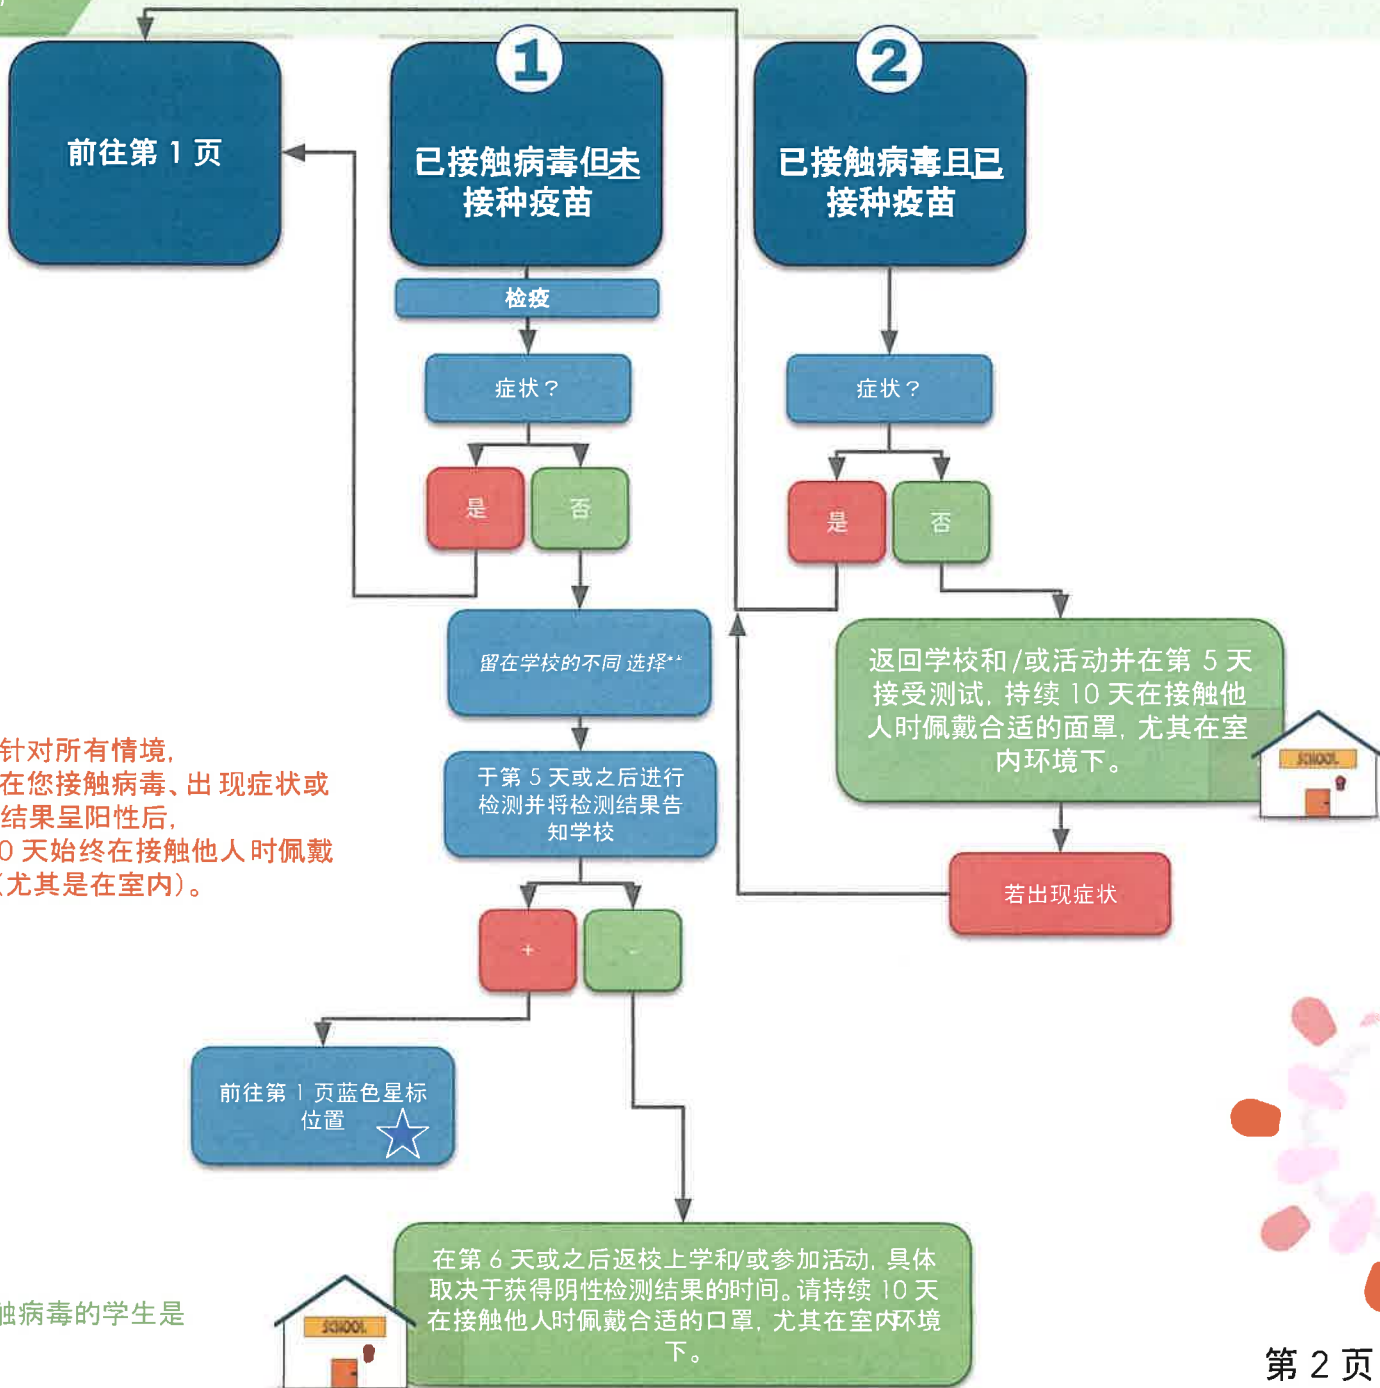 前往第 1 页
1
已接触病毒但未
接种疫苗
检疫
症状？
是
否
留在学校的不同 选择**
于第 5 天或之后进行
检测并将检测结果告
知学校
+
-
前往第 1 页蓝色星标
位置
在第 6 天或之后返校上学和/或参加活动, 具体
取决于获得阴性检测结果的时间。请持续 10 天
在接触他人时佩戴合适的口罩, 尤其在室内环境
下。
SCHOOL
2
已接触病毒且已
接种疫苗
症状？
是
否
返回学校和 /或活动并在第 5 天
接受测试, 持续 10 天在接触他
人时佩戴合适的面罩, 尤其在室
内环境下。
SCHOOL
若出现症状
针对所有情境,
在您接触病毒、出现症状或
结果呈阳性后,
0 天始终在接触他人时佩戴
(尤其是在室内)。
触病毒的学生是
第 2 页